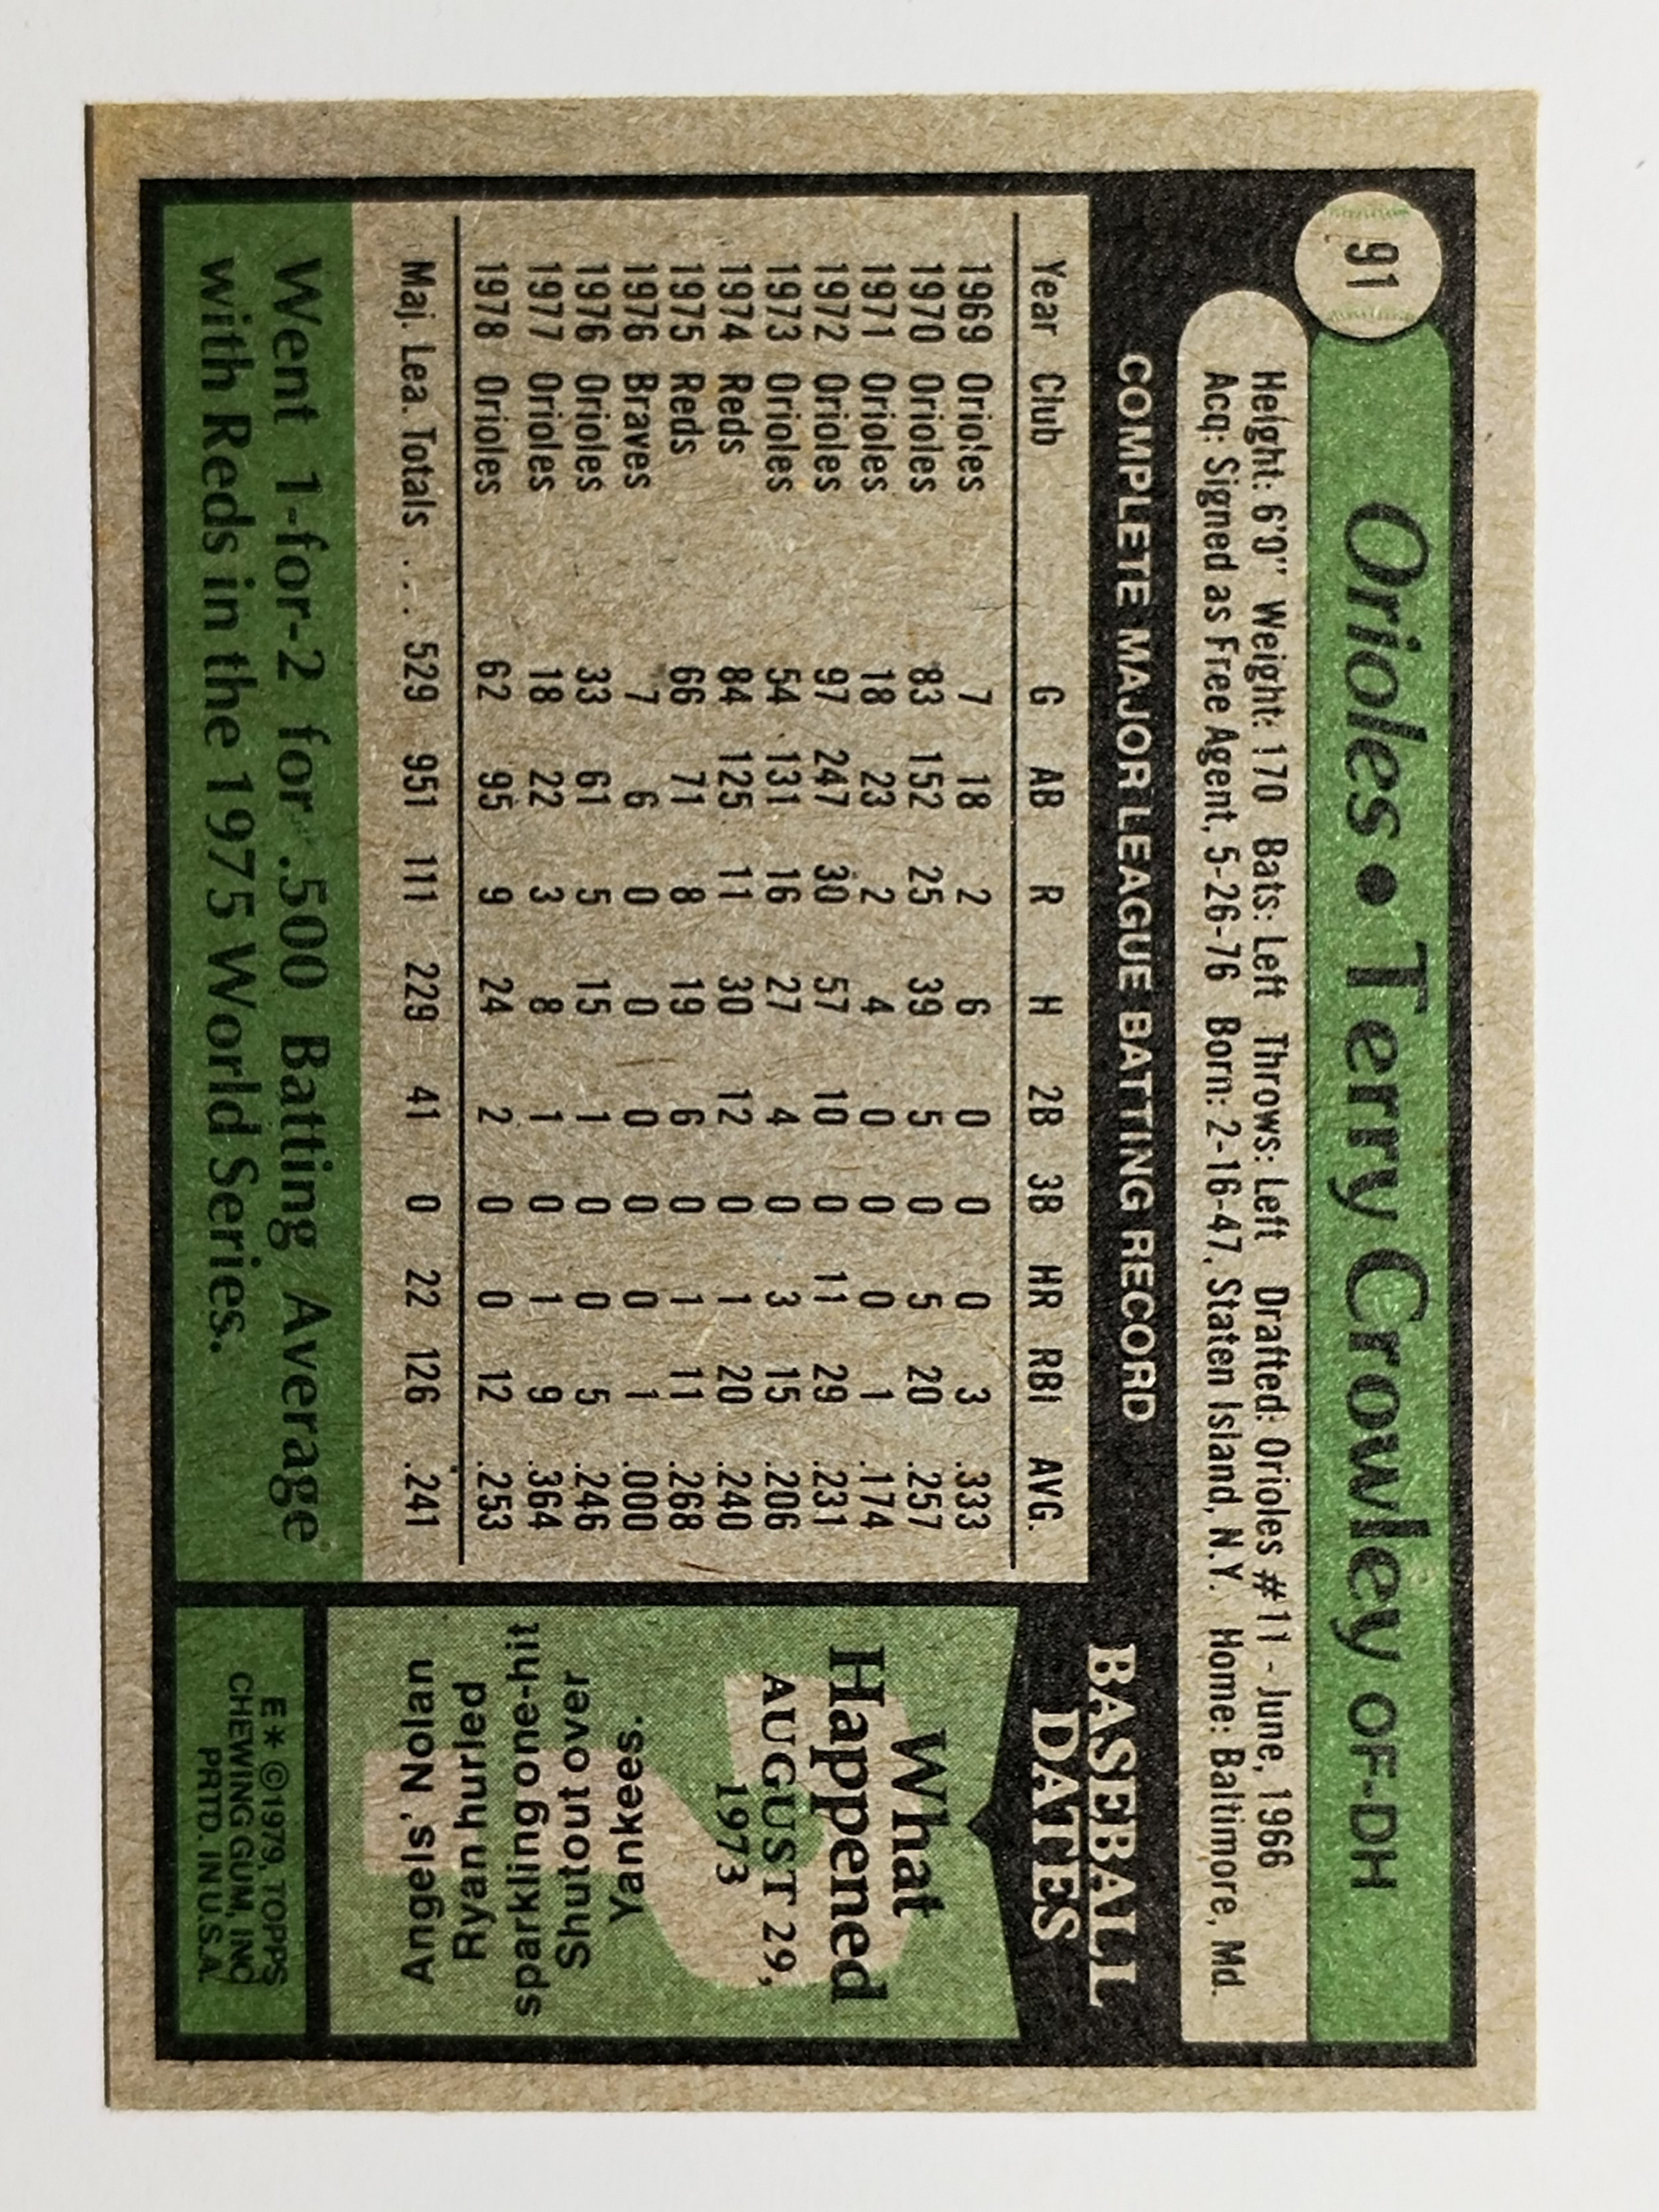 91
Orioles • Terry Crowley OF-DH
Height: 6'0" Weight: 170 Bats: Left Throws: Left Drafted: Orioles #11 - June, 1966
Acq: Signed as Free Agent, 5-26-76 Born: 2-16-47, Staten Island, N.Y. Home: Baltimore, Md.
COMPLETE MAJOR LEAGUE BATTING RECORD
Year Club G AB R H 2B 3B HR RBI AVG.
1969 Orioles 7 18 2 6 0 0 0 3 .333
1970 Orioles 83 152 25 39 5 0 5 20 .257
1971 Orioles 18 23 2 4 0 0 0 1 .174
1972 Orioles 97 247 30 57 10 0 11 29 .231
1973 Orioles 54 131 16 27 4 0 3 15 .206
1974 Reds 84 125 11 30 12 0 1 20 .240
1975 Reds 66 71 8 19 6 0 1 11 .268
1976 Braves 7 6 0 0 0 0 0 1 .000
1976 Orioles 33 61 5 15 1 0 0 5 .246
1977 Orioles 18 22 3 8 1 0 1 9 .364
1978 Orioles 62 95 9 24 2 0 0 12 .253
Maj. Lea. Totals . . . 529 951 111 229 41 0 22 126 .241
Went 1-for-2 for .500 Batting Average
with Reds in the 1975 World Series.
BASEBALL
DATES
What
Happened
AUGUST 29,
1973
?
Yankees.
Shutout over
sparkling one-hit
Ryan hurled
Angels' Nolan
E* ©1979, TOPPS
CHEWING GUM, INC
PRTD. IN U.S.A.